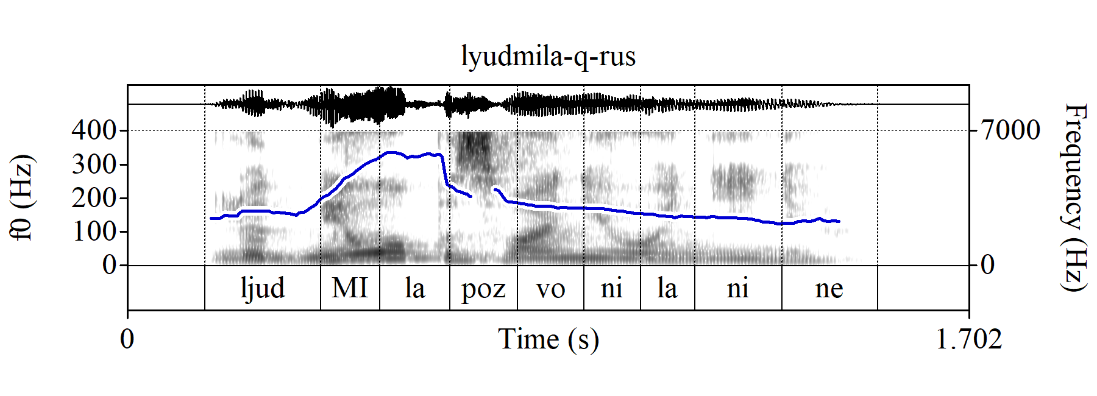 lyudmila-q-rus
400
300
200
100
0
f0 (Hz)
7000
0
Frequency (Hz)
ljud MI la poz vo ni la ni ne
0 Time (s) 1.702